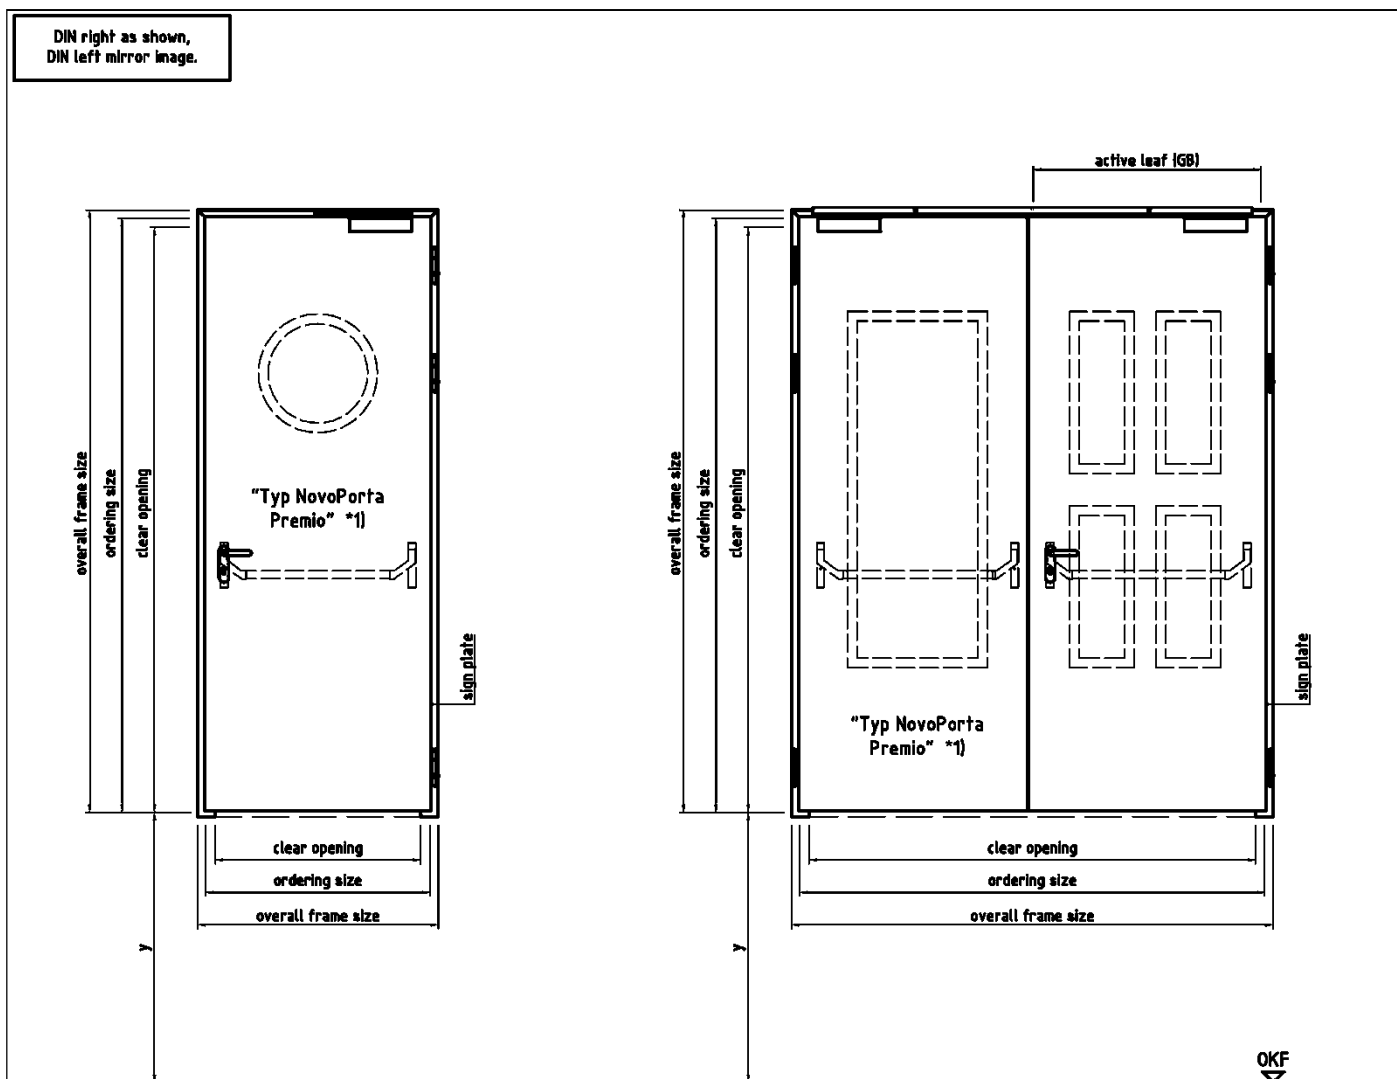 DIN right as shown,
DIN left mirror image.
active leaf (GB)
overall frame size
ordering size
clear opening
"Typ NovoPorta
Premio" *1)
sign plate
clear opening
ordering size
overall frame size
y
overall frame size
ordering size
clear opening
"Typ NovoPorta
Premio" *1)
sign plate
clear opening
ordering size
overall frame size
y
OKF